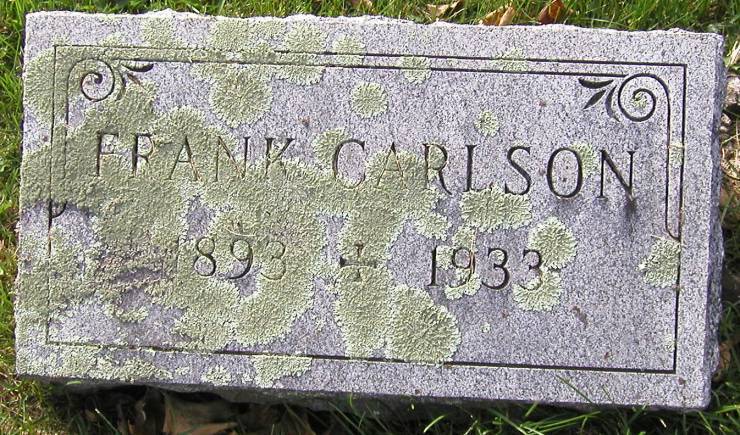 FRANK CARLSON
1893 + 1933